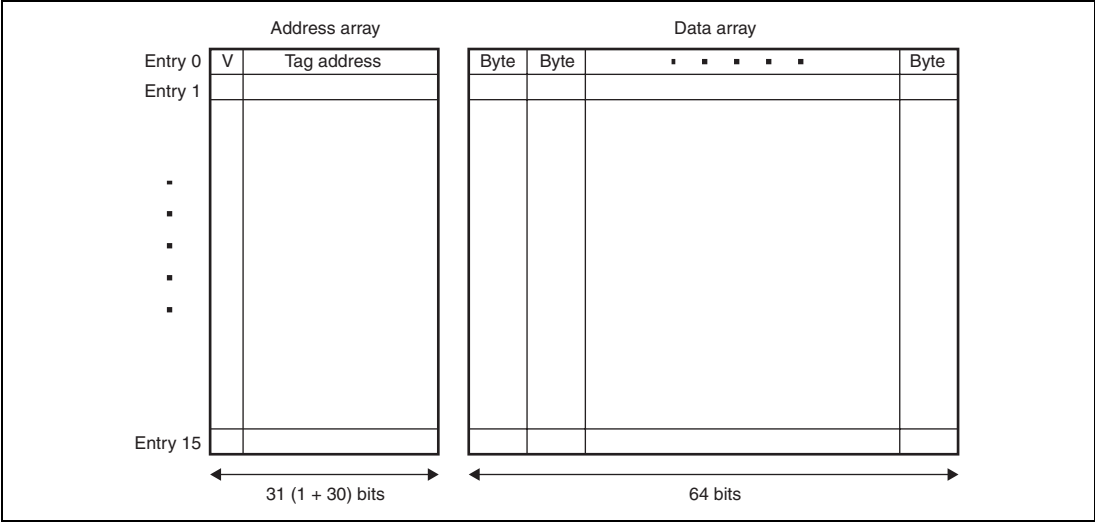 Address array
Data array
Entry 0 V Tag address Byte Byte Byte
Entry 1
Entry 15
31 (1 + 30) bits
64 bits